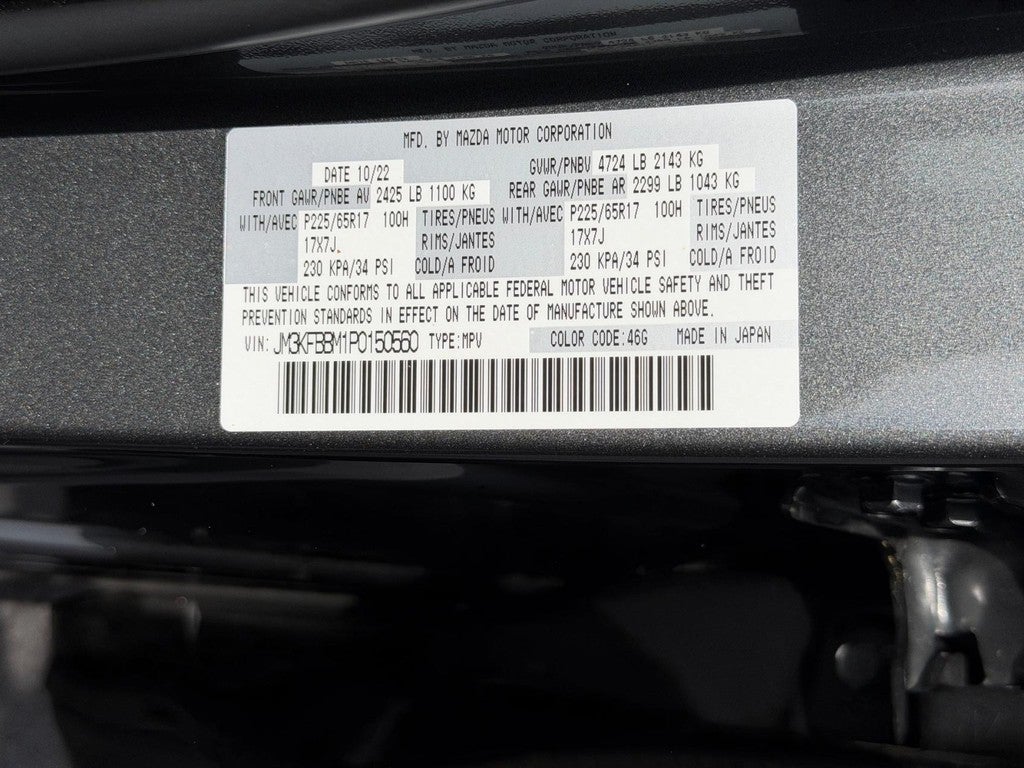 MFD. BY MAZDA MOTOR CORPORATION
DATE 10/22 GVWR/PNBV 4724 LB 2143 KG
FRONT GAWR/PNBE AV 2425 LB 1100 KG REAR GAWR/PNBE AR 2299 LB 1043 KG
WITH/AVEC P225/65R17 100H TIRES/PNEUS WITH/AVEC P225/65R17 100H TIRES/PNEUS
17X7J RIMS/JANTES 17X7J RIMS/JANTES
230 KPA/34 PSI COLD/A FROID 230 KPA/34 PSI COLD/A FROID
THIS VEHICLE CONFORMS TO ALL APPLICABLE FEDERAL MOTOR VEHICLE SAFETY AND THEFT
PREVENTION STANDARDS IN EFFECT ON THE DATE OF MANUFACTURE SHOWN ABOVE.
VIN: JM3KFBBM1P0150560 TYPE:MPV COLOR CODE:46G MADE IN JAPAN